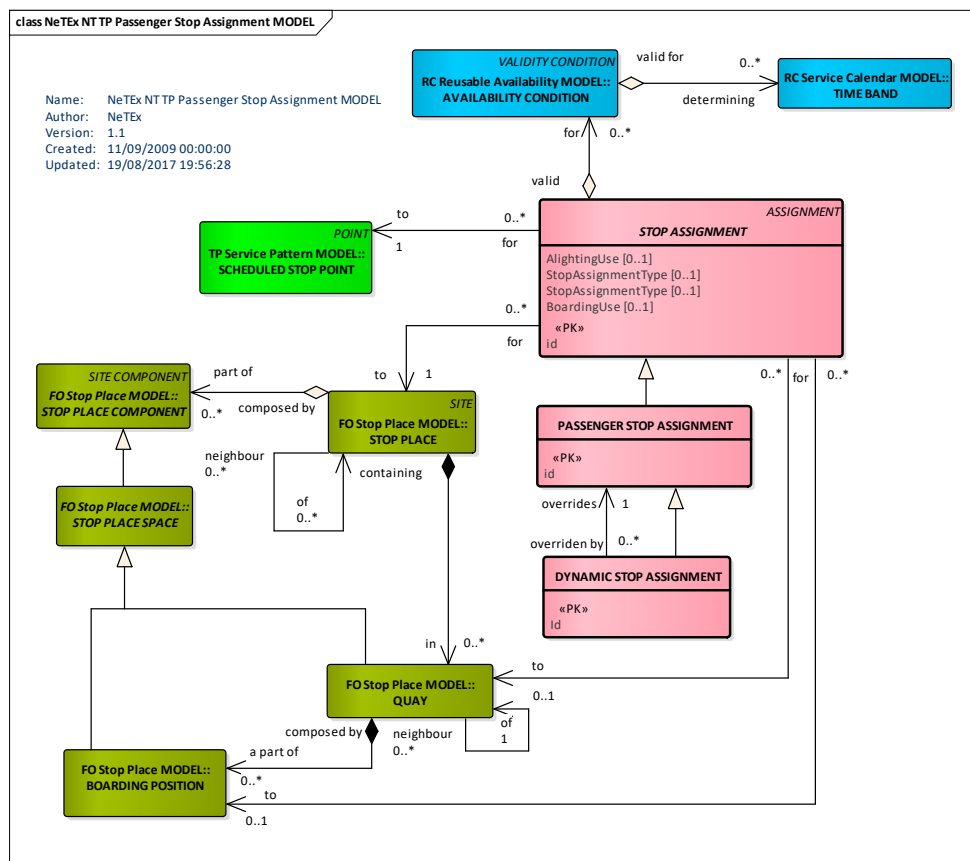 class NeTEx NT TP Passenger Stop Assignment MODEL
Name: NeTEx NT TP Passenger Stop Assignment MODEL
Author: NeTEx
Version: 1.1
Created: 11/09/2009 00:00:00
Updated: 19/08/2017 19:56:28
VALIDITY CONDITION
RC Reusable Availability MODEL::
AVAILABILITY CONDITION
valid for
0..*
determining
RC Service Calendar MODEL::
TIME BAND
for
0..*
valid
POINT
TP Service Pattern MODEL::
SCHEDULED STOP POINT
to
1
0..*
for
ASSIGNMENT
STOP ASSIGNMENT
AlightingUse [0..1]
StopAssignmentType [0..1]
StopAssignmentType [0..1]
BoardingUse [0..1]
«PK»
id
0..*
for
to
1
0..*
for
0..*
SITE COMPONENT
FO Stop Place MODEL::
STOP PLACE COMPONENT
part of
0..*
composed by
SITE
FO Stop Place MODEL::
STOP PLACE
neighbour
0..*
containing
of
0..*
PASSENGER STOP ASSIGNMENT
«PK»
id
overrides
1
overriden by
0..*
FO Stop Place MODEL::
STOP PLACE SPACE
DYNAMIC STOP ASSIGNMENT
«PK»
Id
in
0..*
FO Stop Place MODEL::
QUAY
to
0..1
composed by
neighbour
0..*
of
1
a part of
0..*
FO Stop Place MODEL::
BOARDING POSITION
to
0..1